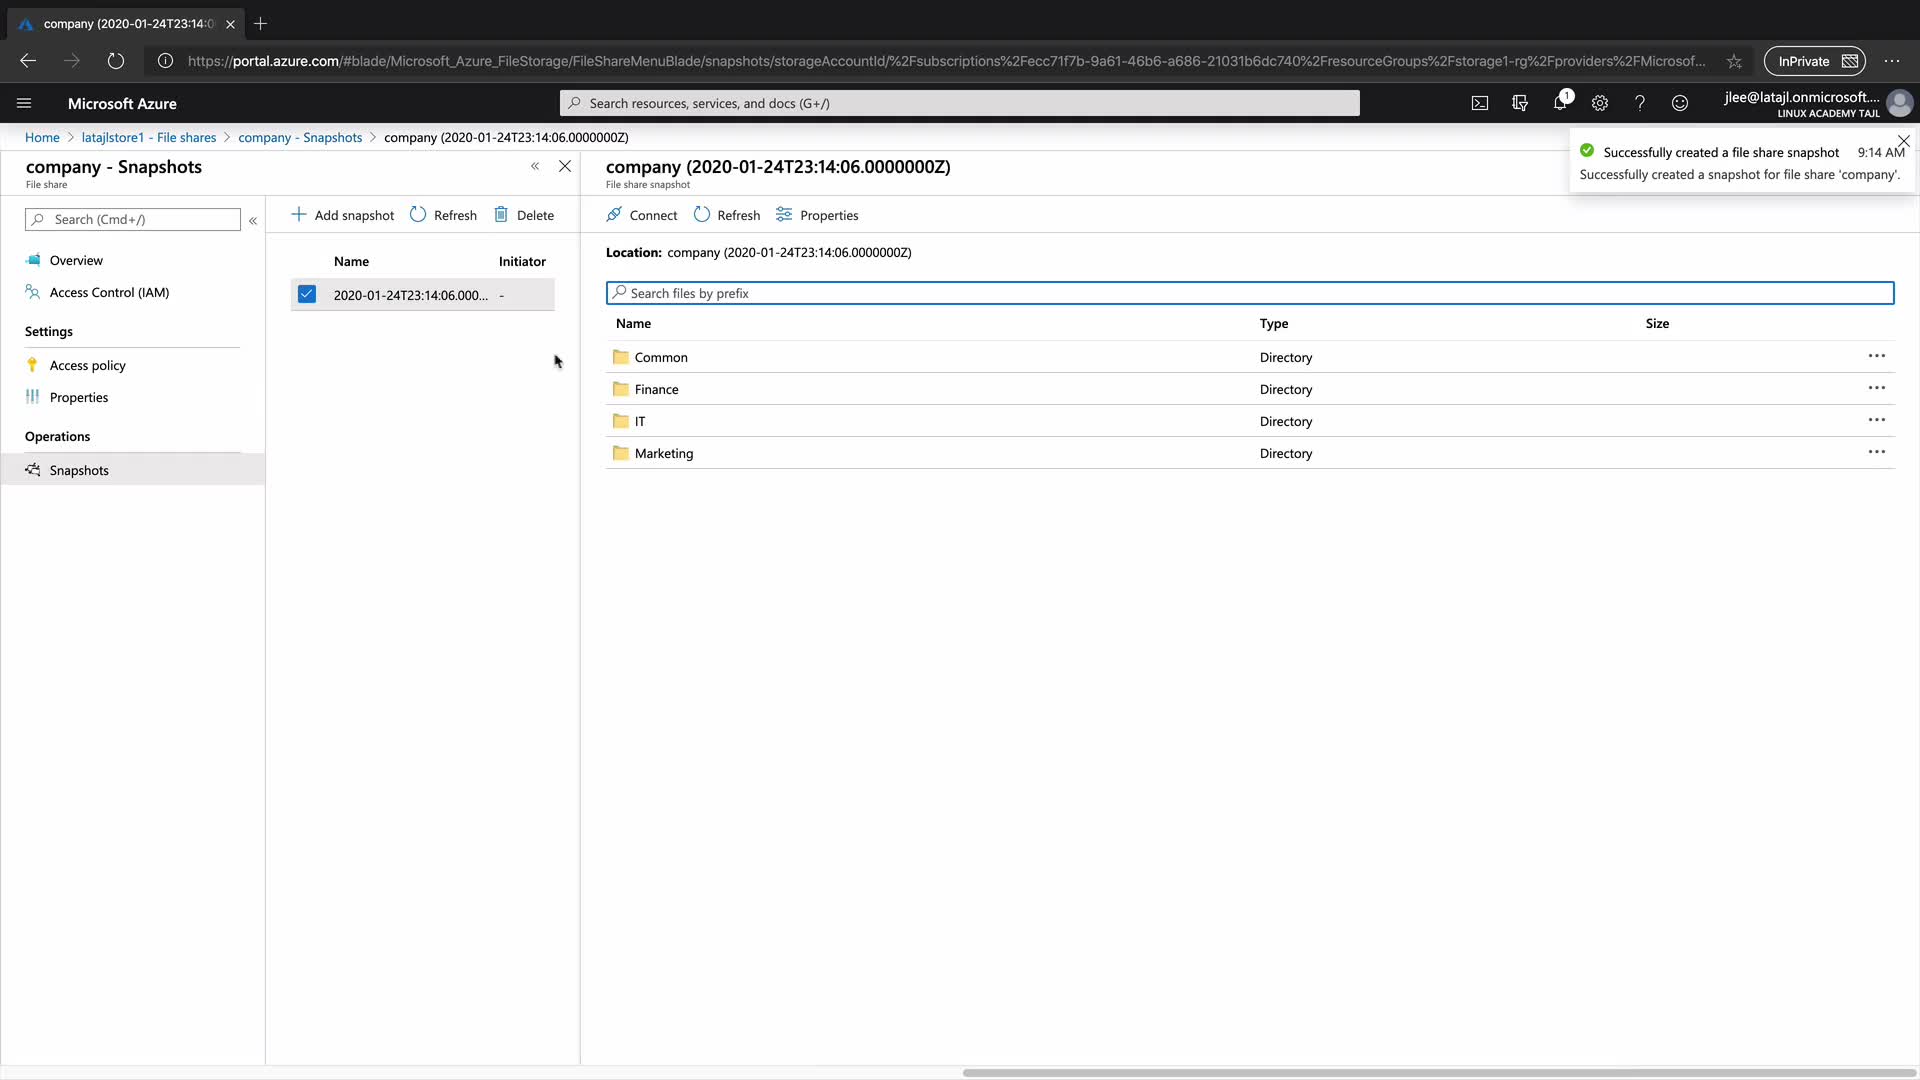 company (2020-01-24T23:14:0
https://portal.azure.com/#blade/Microsoft_Azure_FileStorage/FileShareMenuBlade/snapshots/storageAccountId/%2Fsubscriptions%2Fecc71f7b-9a61-46b6-a686-21031b6dc740%2FresourceGroups%2Fstorage1-rg%2Fproviders%2FMicrosof...
InPrivate
Microsoft Azure
Search resources, services, and docs (G+/)
1
jlee@latajl.onmicrosoft....
LINUX ACADEMY TAJL
Home > latajlstore1 - File shares > company - Snapshots > company (2020-01-24T23:14:06.0000000Z)
Successfully created a file share snapshot 9:14 AM
Successfully created a snapshot for file share 'company'.
company - Snapshots
File share
Search (Cmd+/)
Overview
Access Control (IAM)
Settings
Access policy
Properties
Operations
Snapshots
Add snapshot Refresh Delete
Name Initiator
2020-01-24T23:14:06.000... -
company (2020-01-24T23:14:06.0000000Z)
File share snapshot
Connect Refresh Properties
Location: company (2020-01-24T23:14:06.0000000Z)
Search files by prefix
Name Type Size
Common Directory
Finance Directory
IT Directory
Marketing Directory